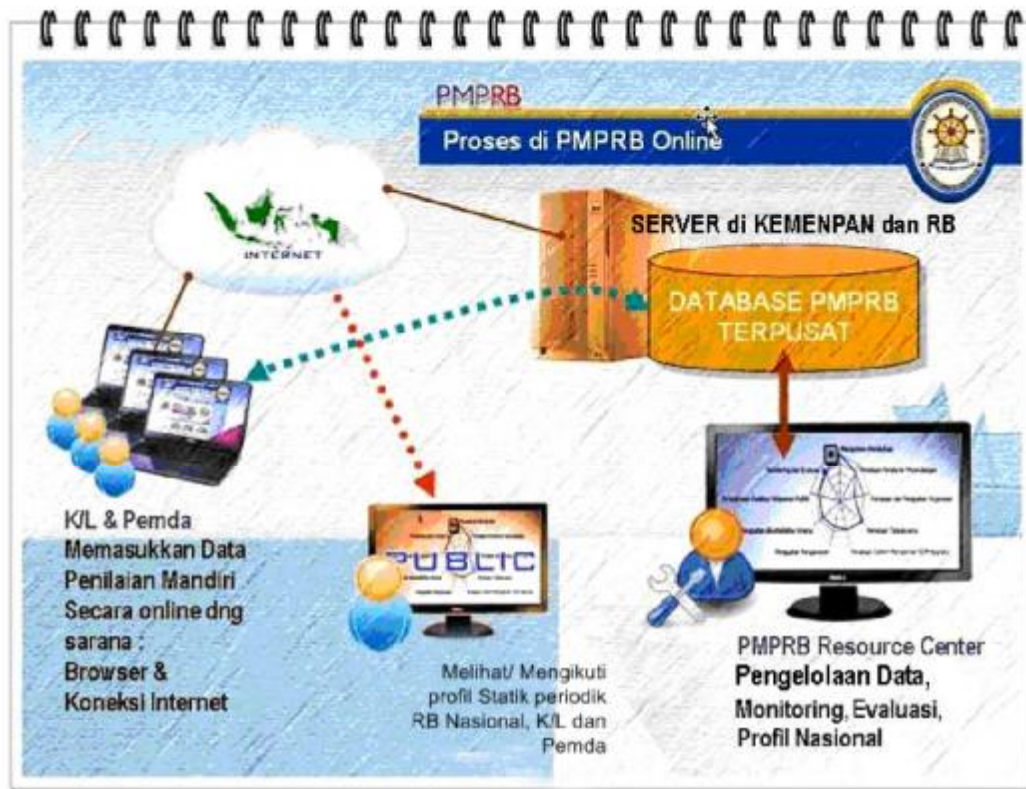 PMPRB
Proses di PMPRB Online
INTERNET
SERVER di KEMENPAN dan RB
DATABASE PMPRB
TERPUSAT
K/L & Pemda
Memasukkan Data
Penilaian Mandiri
Secara online dng
sarana :
Browser &
Koneksi Internet
PUBLIC
Melihat/ Mengikuti
profil Statik periodik
RB Nasional, K/L dan
Pemda
PMPRB Resource Center
Pengelolaan Data,
Monitoring, Evaluasi,
Profil Nasional